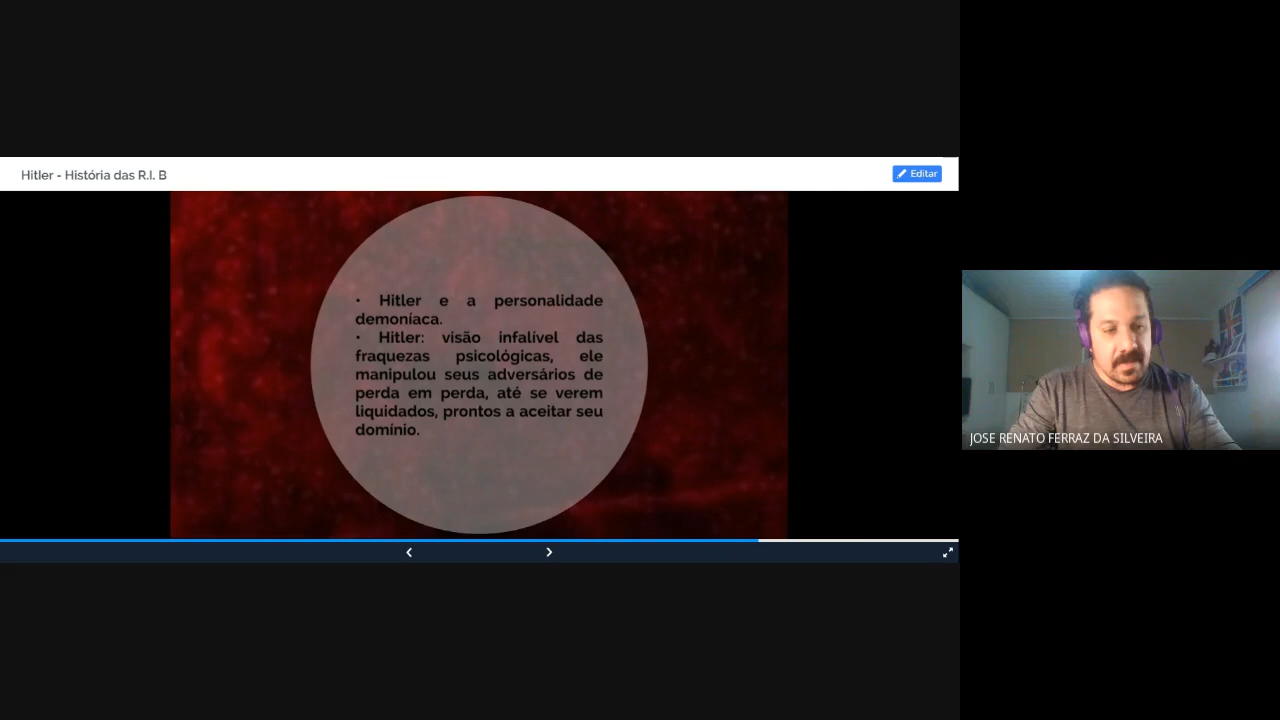 Hitler - História das R.I. B
Editar
• Hitler e a personalidade
demoníaca.
• Hitler: visão infalível das
fraquezas psicológicas, ele
manipulou seus adversários de
perda em perda, até se verem
liquidados, prontos a aceitar seu
domínio.
JOSE RENATO FERRAZ DA SILVEIRA